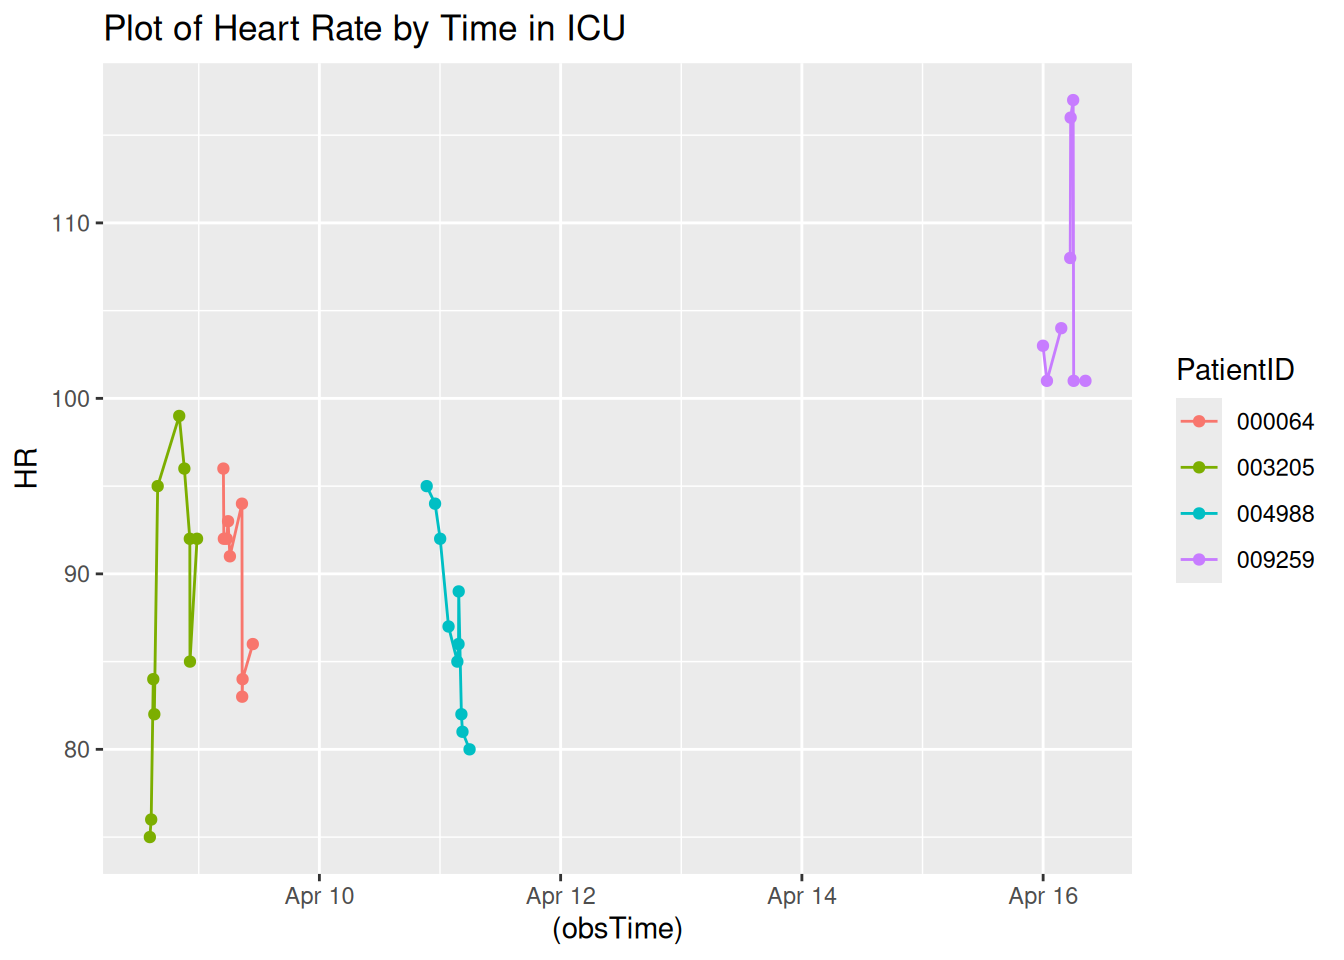 Plot of Heart Rate by Time in ICU
HR
110
100
90
80
Apr 10
Apr 12
Apr 14
Apr 16
(obsTime)
PatientID
000064
003205
004988
009259